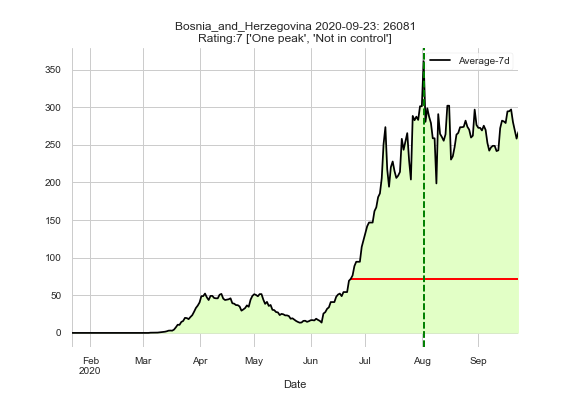 Bosnia_and_Herzegovina 2020-09-23: 26081
Rating:7 ['One peak', 'Not in control']
Average-7d
350
300
250
200
150
100
50
0
Feb
2020
Mar
Apr
May
Jun
Jul
Aug
Sep
Date